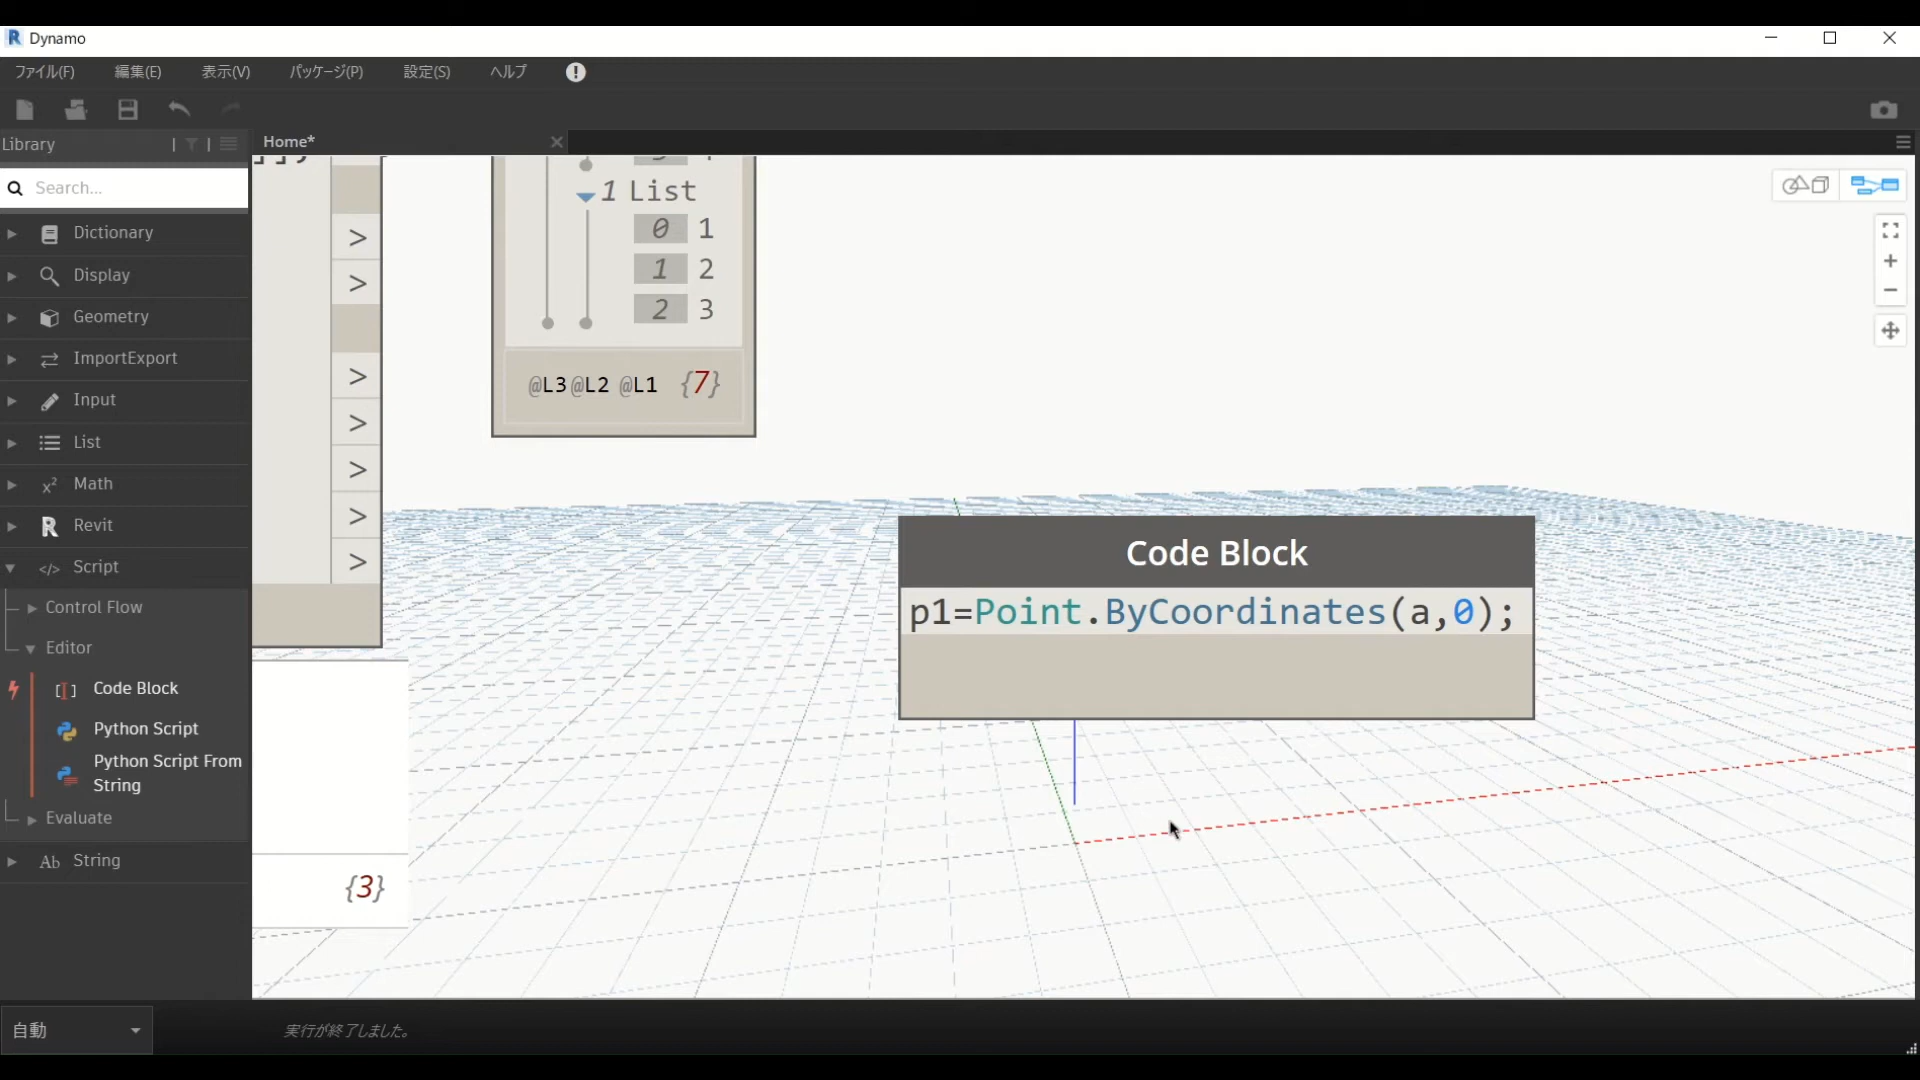 Dynamo
ファイル(F) 編集(E) 表示(V) パッケージ(P) 設定(S) ヘルプ
Library
Home*
Search...
Dictionary
Display
Geometry
ImportExport
Input
List
Math
Revit
Script
Control Flow
Editor
Code Block
Python Script
Python Script From
String
Evaluate
Ab String
>
>
>
>
>
>
>
{3}
1 List
0 1
1 2
2 3
@L3 @L2 @L1 {7}
Code Block
p1=Point.ByCoordinates(a,0);
自動
実行が終了しました。